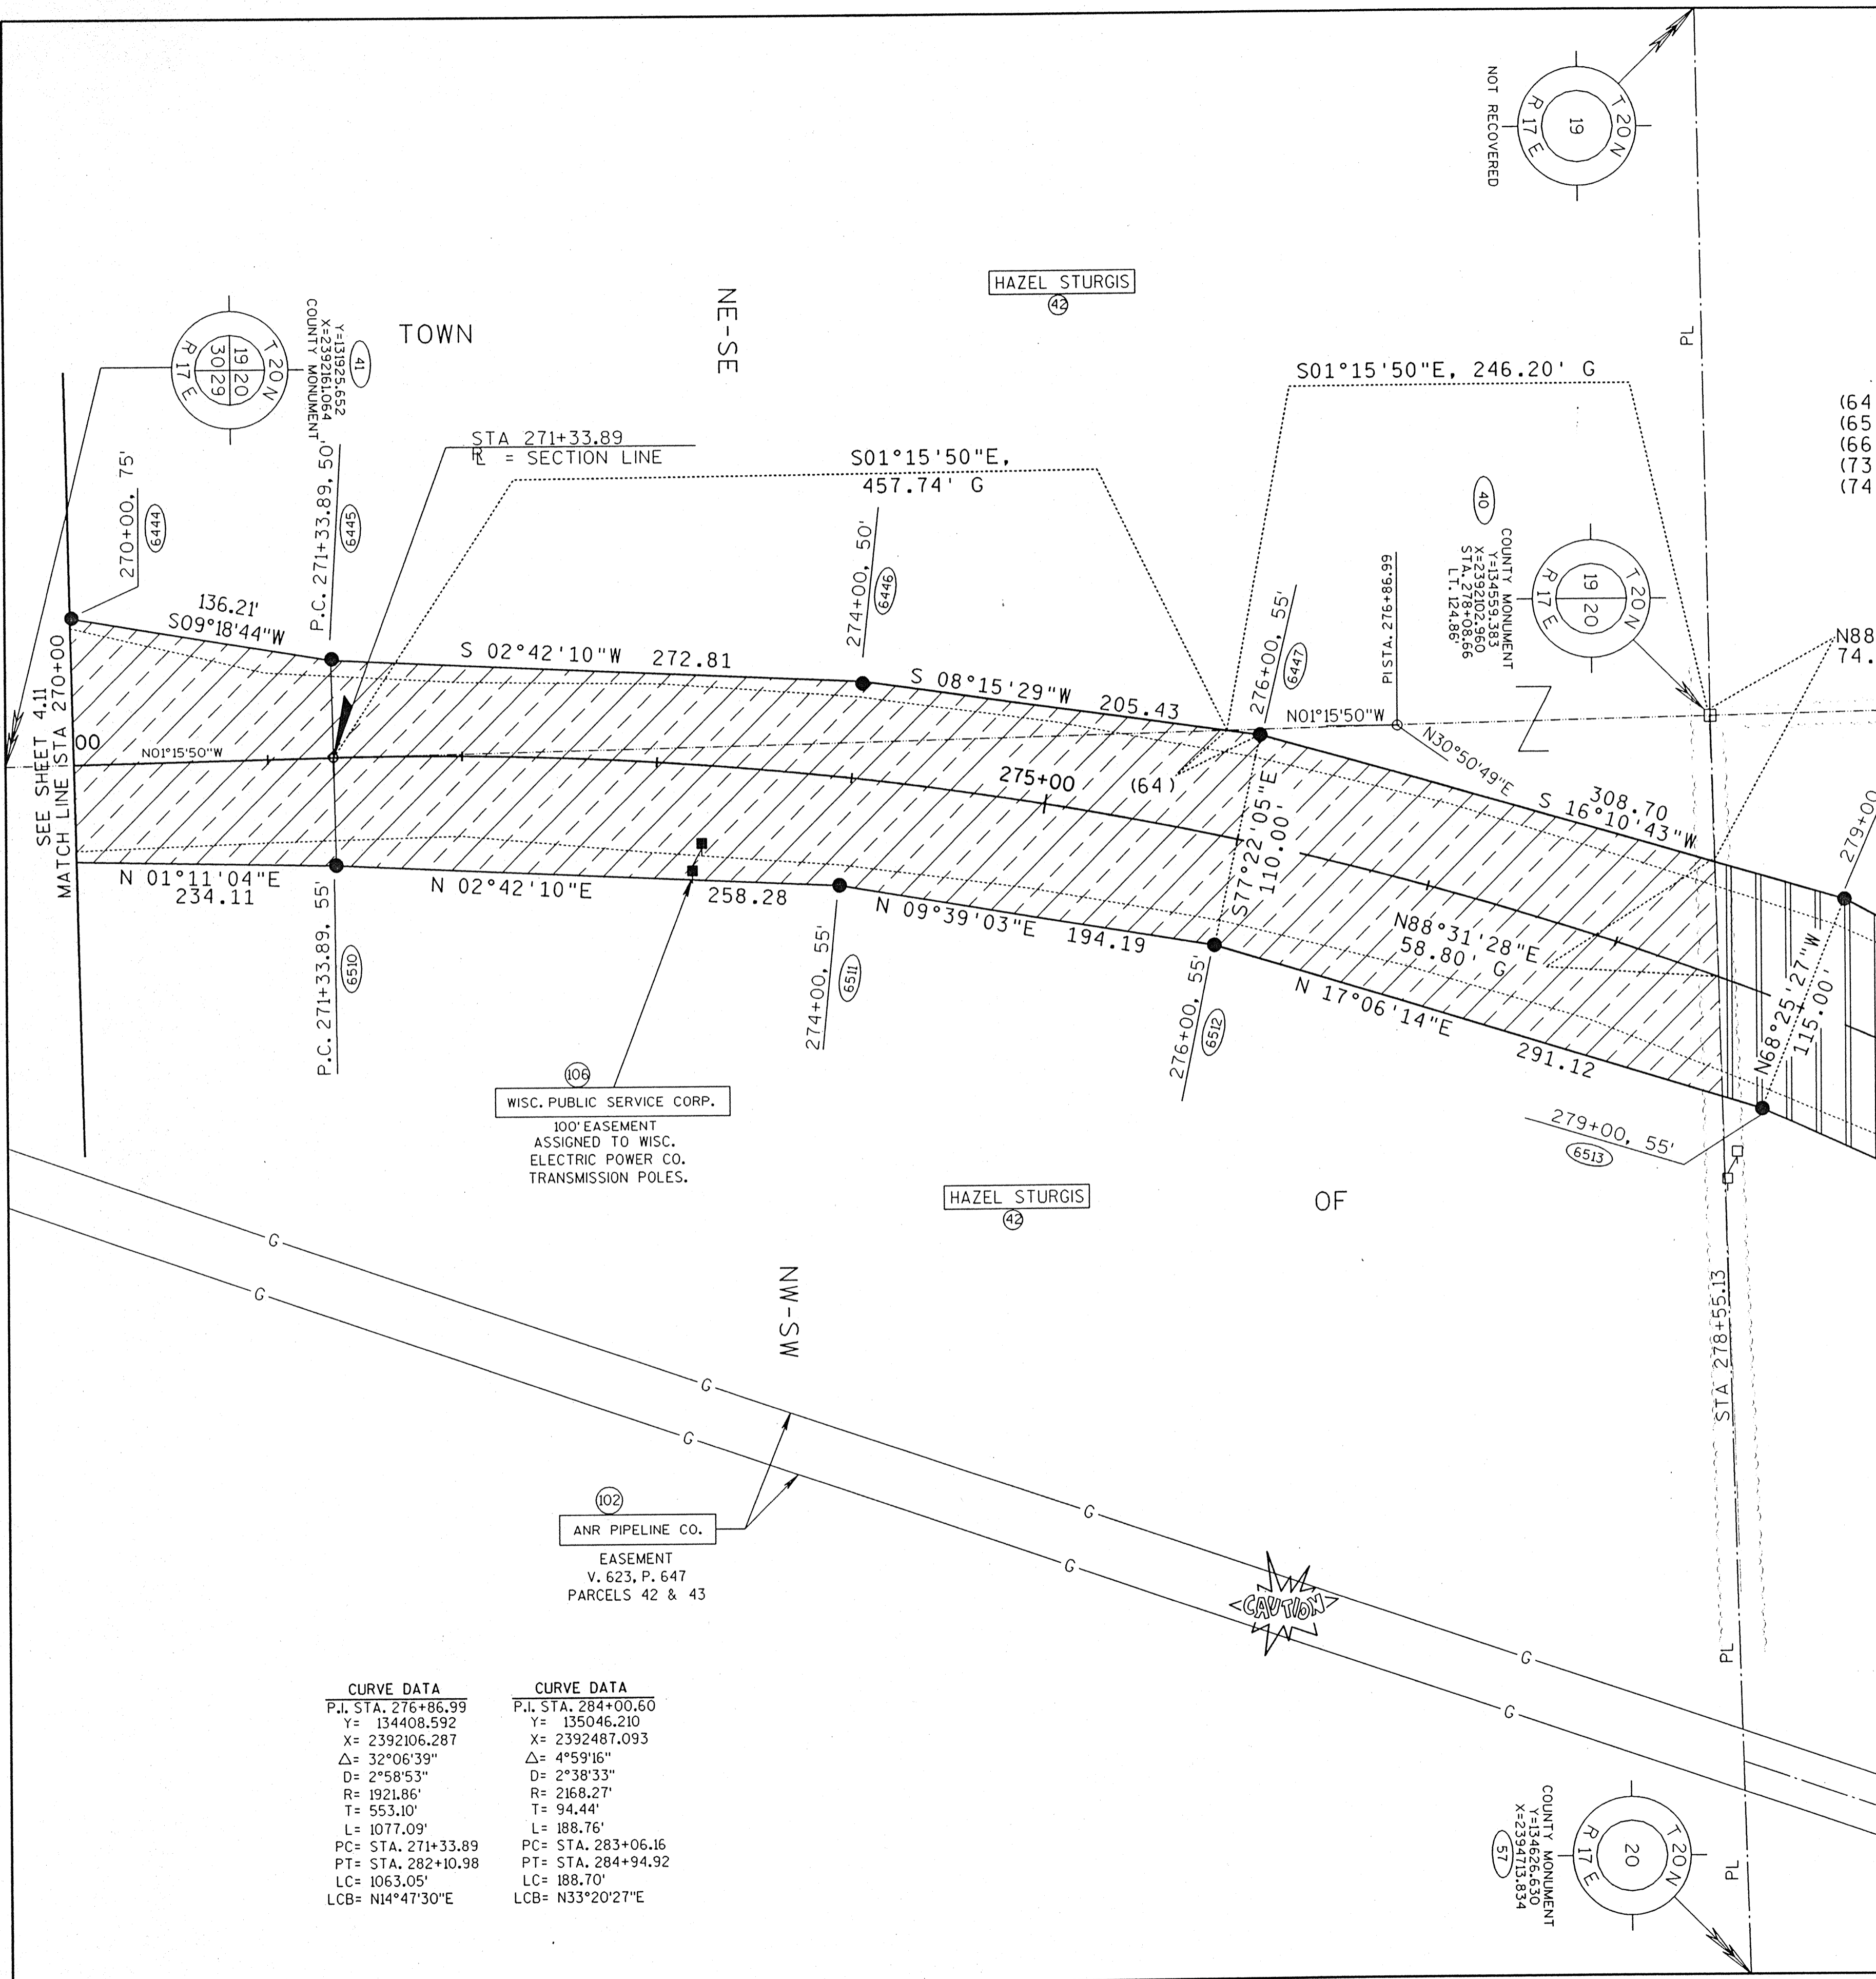 NOT RECOVERED
T 20 N
19
R 17 E
HAZEL STURGIS
42
PL
NE-SE
TOWN
41
Y=131925.652
X=2392161.064
COUNTY MONUMENT
T 20 N
19 20
30 29
R 17 E
S01°15'50"E, 246.20' G
(64
(65
(66
(73
(74
STA 271+33.89
= SECTION LINE
S01°15'50"E,
457.74' G
40
COUNTY MONUMENT
Y=134559.383
X=2392102.960
STA. 278+08.66
LT. 124.86'
T 20 N
19 20
R 17 E
270+00, 75'
6444
P.C. 271+33.89, 50'
6445
274+00, 50'
6446
276+00, 55'
6447
PISTA. 276+86.99
N88
74.
136.21'
S09°18'44"W
S 02°42'10"W 272.81
S 08°15'29"W 205.43
N01°15'50"W
N30°50'49"E
308.70
S 16°10'43"W
279+00
SEE SHEET 4.11
MATCH LINE STA 270+00
00
N01°15'50"W
275+00
(64)
S77°22'05"E
110.00'
N88°31'28"E
58.80' G
N68°25'27"W
115.00'
N 01°11'04"E
234.11
N 02°42'10"E 258.28
N 09°39'03"E 194.19
N 17°06'14"E 291.12
P.C. 271+33.89, 55'
6510
274+00, 55'
6511
276+00, 55'
6512
279+00, 55'
6513
106
WISC. PUBLIC SERVICE CORP.
100' EASEMENT
ASSIGNED TO WISC.
ELECTRIC POWER CO.
TRANSMISSION POLES.
HAZEL STURGIS
42
OF
NW-SW
STA 278+55.13
G
G
G
G
G
G
G
G
102
ANR PIPELINE CO.
EASEMENT
V. 623, P. 647
PARCELS 42 & 43
CAUTION
PL
PL
CURVE DATA
P.I. STA. 276+86.99
Y= 134408.592
X= 2392106.287
△= 32°06'39"
D= 2°58'53"
R= 1921.86'
T= 553.10'
L= 1077.09'
PC= STA. 271+33.89
PT= STA. 282+10.98
LC= 1063.05'
LCB= N14°47'30"E
CURVE DATA
P.I. STA. 284+00.60
Y= 135046.210
X= 2392487.093
△= 4°59'16"
D= 2°38'33"
R= 2168.27'
T= 94.44'
L= 188.76'
PC= STA. 283+06.16
PT= STA. 284+94.92
LC= 188.70'
LCB= N33°20'27"E
COUNTY MONUMENT
Y=134626.630
X=2394713.834
57
T 20 N
20
R 17 E